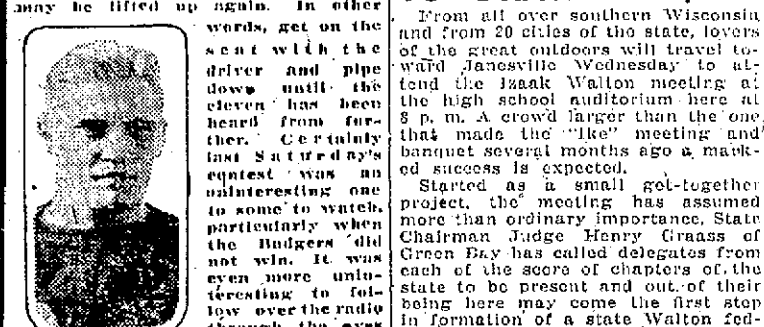 may be lifted up again. In other
words, get on the
seat with the
driver and pipe
down until the
eleven has been
heard from fur-
ther. Certainly
last Saturday's
contest was an
uninteresting one
to some to watch,
particularly when
the Badgers did
not win. It was
even more unin-
teresting to fol-
low over the radio
through the eyes
From all over southern Wisconsin
and from 20 cities of the state, lovers
of the great outdoors will travel to-
ward Janesville Wednesday to at-
tend the Izaak Walton meeting at
the high school auditorium here at
8 p. m. A crowd larger than the one
that made the "Ike" meeting and
banquet several months ago a mark-
ed success is expected.
Started as a small get-together
project, the meeting has assumed
more than ordinary importance. State
Chairman Judge Henry Graass of
Green Bay has called delegates from
each of the score of chapters of the
state to be present and out of their
being here may come the first step
in formation of a state Walton fed-